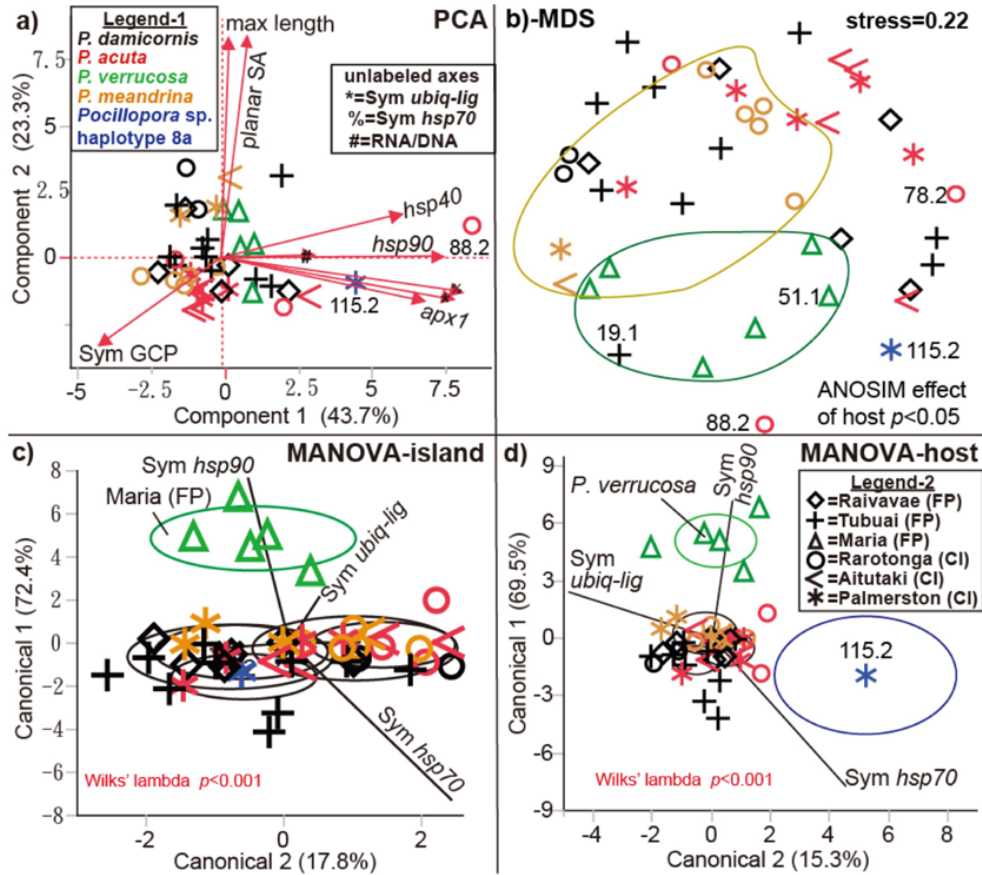 a)
max length
PCA
Legend-1
P. damicornis
P. acuta
P. verrucosa
P. meandrina
Pocillopora sp.
haplotype 8a
planar SA
unlabeled axes
*=Sym ubiq-lig
%=Sym hsp70
#=RNA/DNA
hsp40
hsp90
88.2
#
*
%
apx1
115.2
Sym GCP
Component 2 (23.3%)
7.5
5
2.5
0
-2.5
-5
-2.5
0
2.5
5
7.5
Component 1 (43.7%)
b)-MDS
stress=0.22
78.2
51.1
19.1
115.2
88.2
ANOSIM effect
of host p<0.05
c)
MANOVA-island
Sym hsp90
Maria (FP)
Sym ubiq-lig
Sym hsp70
Wilks' lambda p<0.001
Canonical 1 (72.4%)
8
6
4
2
0
-2
-4
-6
-8
-2
0
2
Canonical 2 (17.8%)
d)
MANOVA-host
P. verrucosa
Sym
hsp90
Sym
ubiq-lig
Legend-2
=Raivavae (FP)
=Tubuai (FP)
=Maria (FP)
=Rarotonga (CI)
=Aitutaki (CI)
=Palmerston (CI)
115.2
Sym hsp70
Wilks' lambda p<0.001
Canonical 1 (69.5%)
9
6
3
0
-3
-6
-9
-4
-2
0
2
4
6
8
Canonical 2 (15.3%)